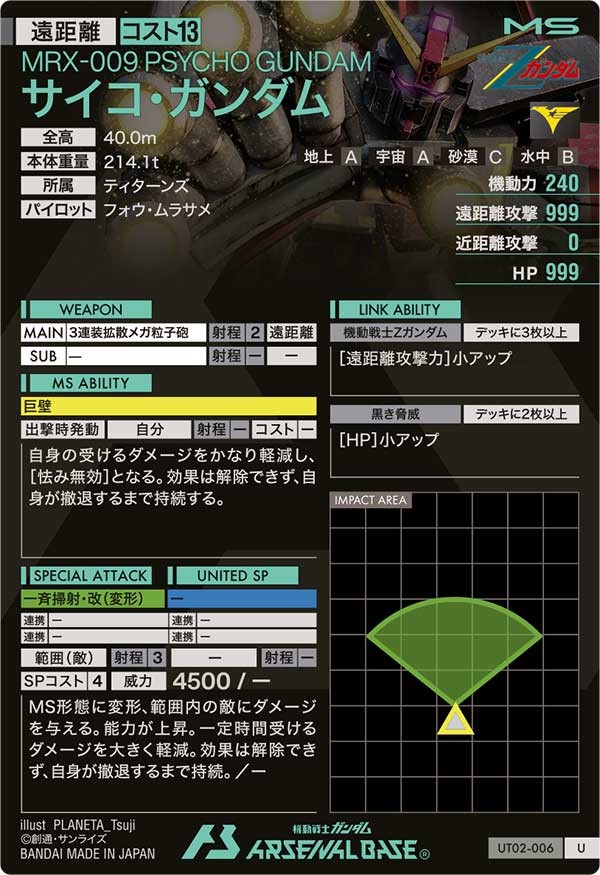 遠距離 コスト13 MS
MRX-009 PSYCHO GUNDAM
サイコ・ガンダム
Ζガンダム
全高 40.0m
本体重量 214.1t
所属 ティターンズ
パイロット フォウ・ムラサメ
地上 A 宇宙 A 砂漠 C 水中 B
機動力 240
遠距離攻撃 999
近距離攻撃 0
HP 999
WEAPON
MAIN 3連装拡散メガ粒子砲 射程 2 遠距離
SUB — 射程 — —
MS ABILITY
巨壁
出撃時発動 自分 射程 — コスト —
自身の受けるダメージをかなり軽減し、
[怯み無効]となる。効果は解除できず、自
身が撤退するまで持続する。
LINK ABILITY
機動戦士Zガンダム デッキに3枚以上
[遠距離攻撃力]小アップ
黒き脅威 デッキに2枚以上
[HP]小アップ
IMPACT AREA
SPECIAL ATTACK UNITED SP
一斉掃射・改(変形) —
連携 — 連携 —
連携 — 連携 —
範囲(敵) 射程 3 — 射程 —
SPコスト 4 威力 4500 / —
MS形態に変形、範囲内の敵にダメージ
を与える。能力が上昇。一定時間受ける
ダメージを大きく軽減。効果は解除でき
ず、自身が撤退するまで持続。／—
illust PLANETA_Tsuji
©創通・サンライズ
BANDAI MADE IN JAPAN
機動戦士ガンダム
ARSENAL BASE®
UT02-006 U